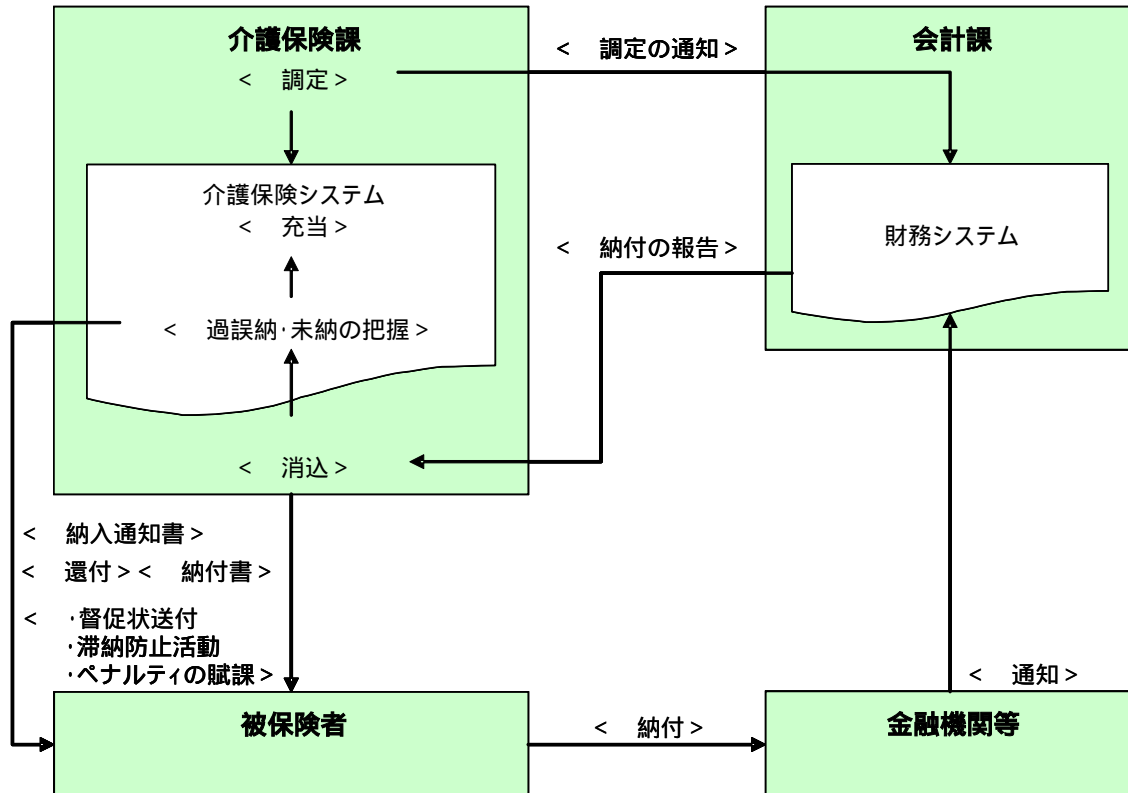 介護保険課
< 調定 >
< 調定の通知 >
会計課
介護保険システム
< 充当 >
< 過誤納・未納の把握 >
< 消込 >
< 納付の報告 >
財務システム
< 納入通知書 >
< 還付 > < 納付書 >
< ・督促状送付
・滞納防止活動
・ペナルティの賦課 >
< 通知 >
被保険者
< 納付 >
金融機関等